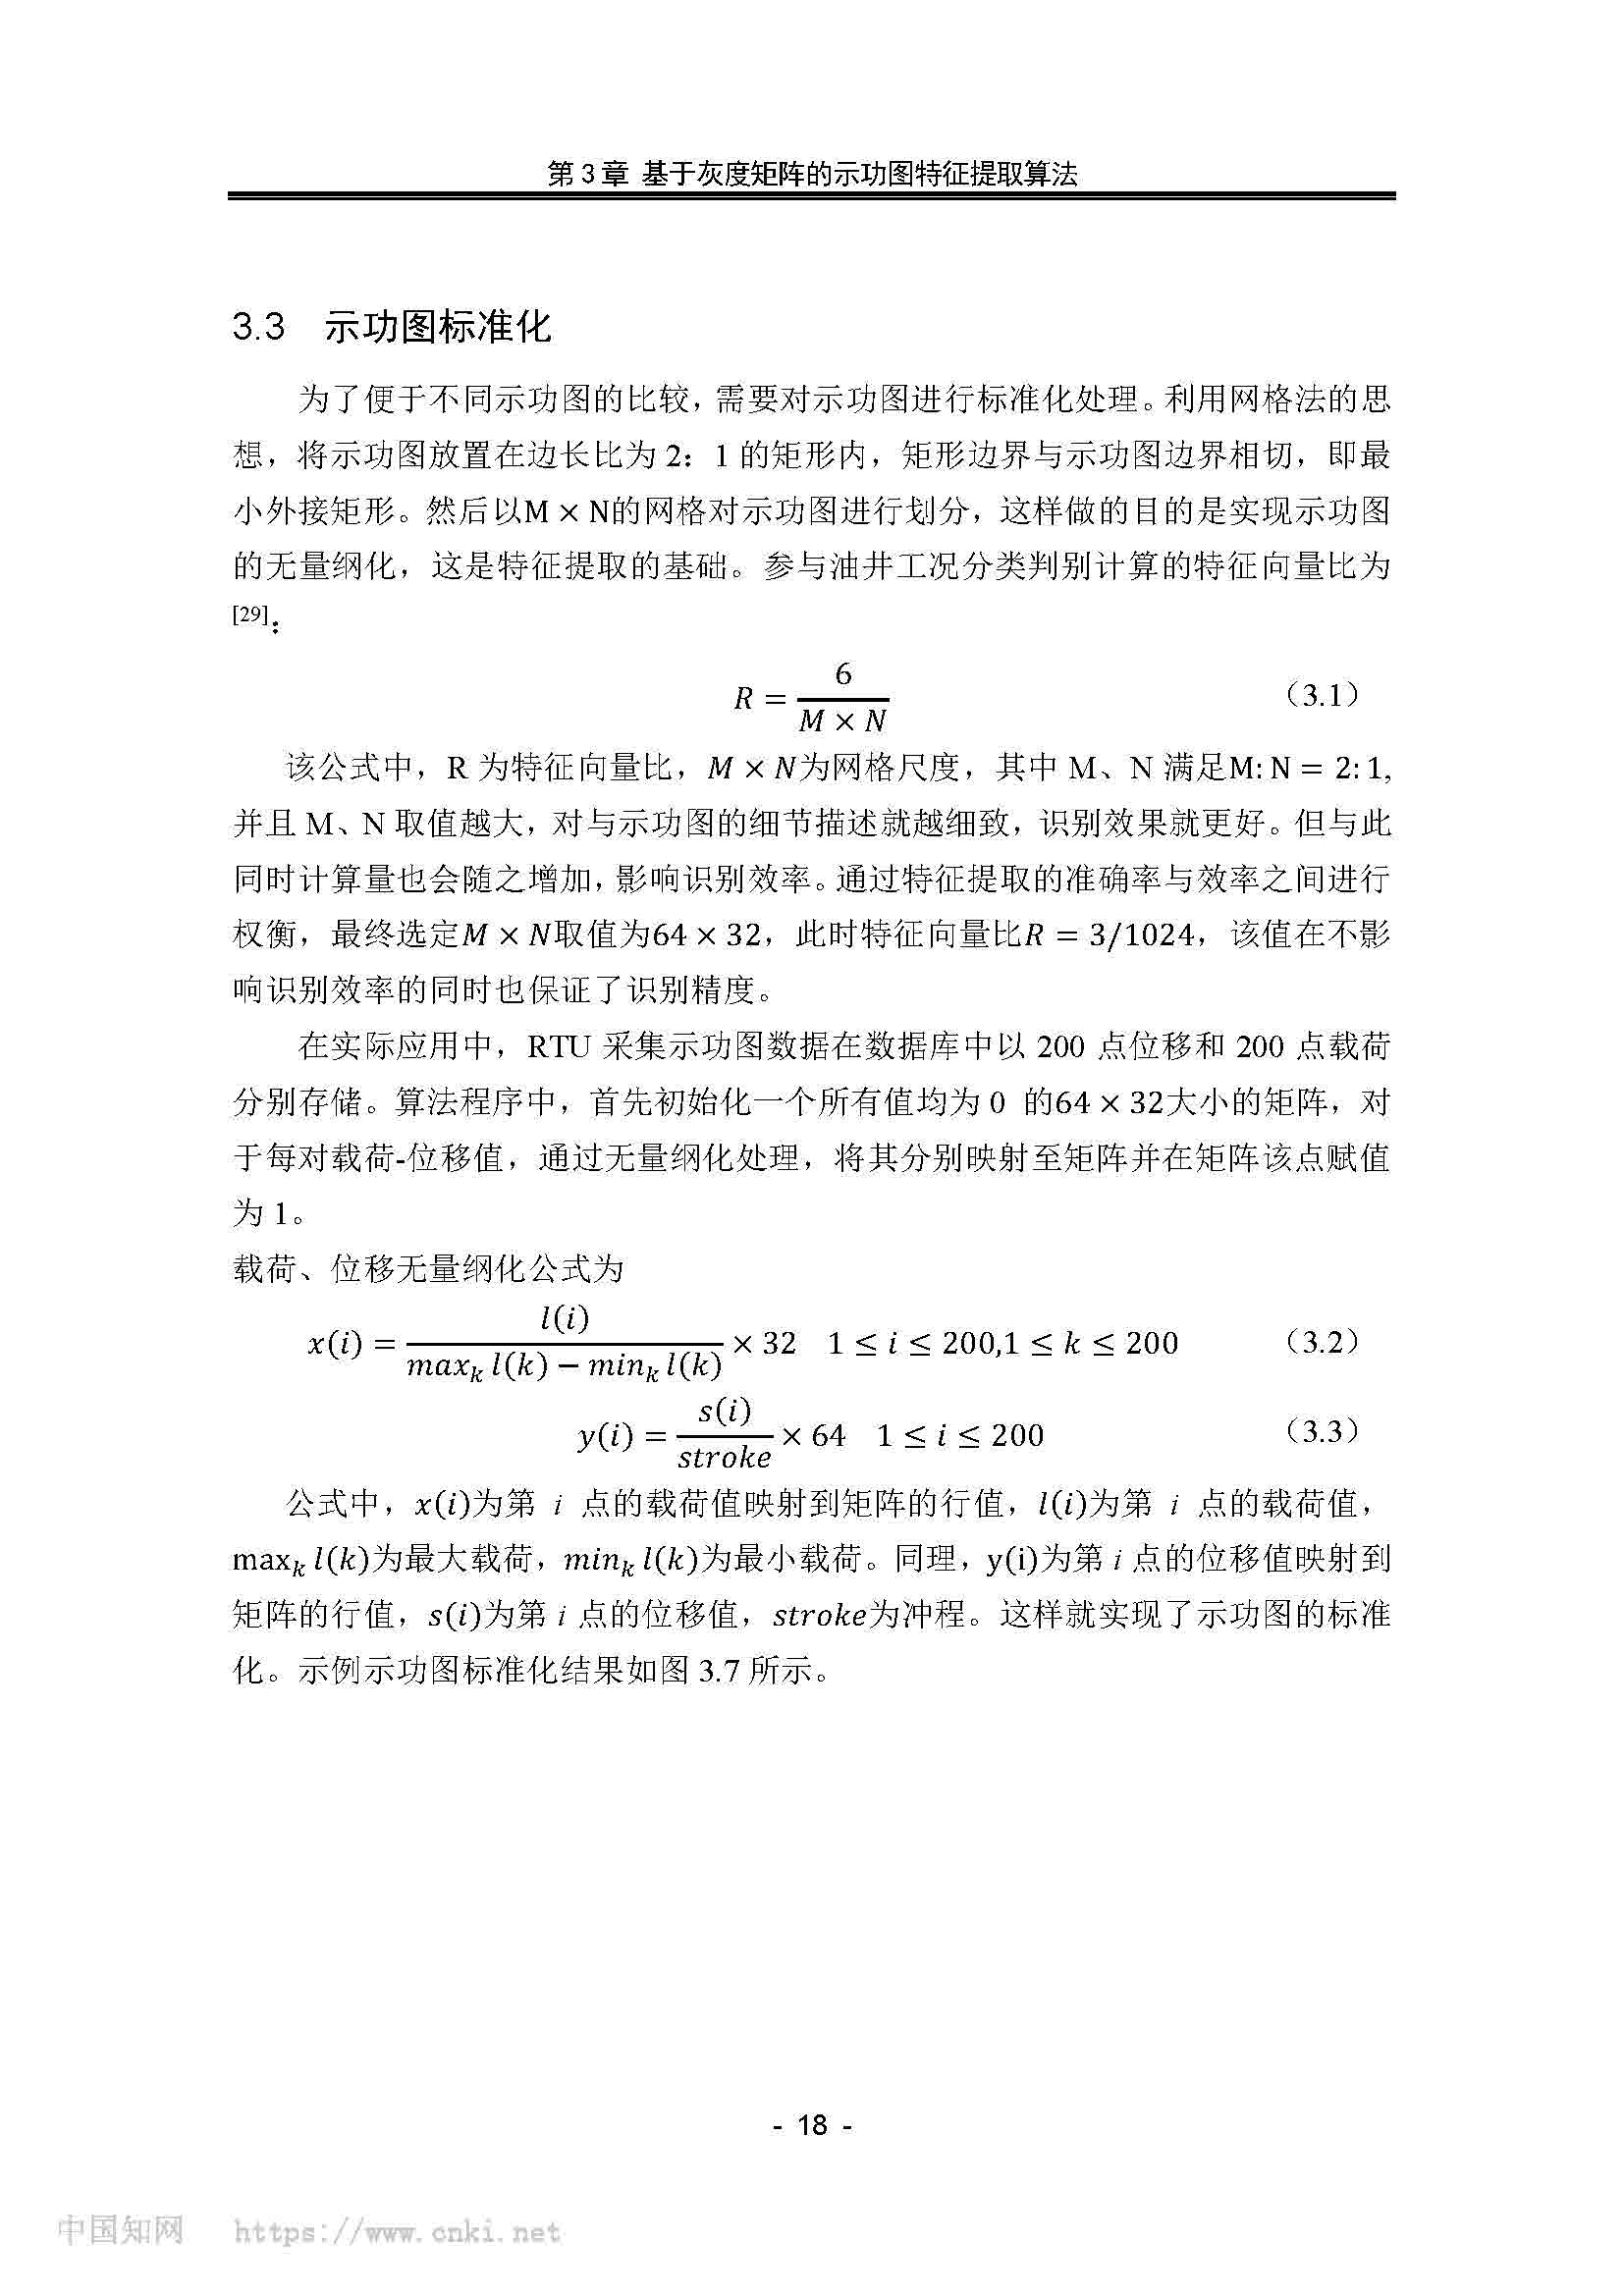 第 3 章 基于灰度矩阵的示功图特征提取算法
3.3 示功图标准化
为了便于不同示功图的比较，需要对示功图进行标准化处理。利用网格法的思
想，将示功图放置在边长比为 2：1 的矩形内，矩形边界与示功图边界相切，即最
小外接矩形。然后以M × N的网格对示功图进行划分，这样做的目的是实现示功图
的无量纲化，这是特征提取的基础。参与油井工况分类判别计算的特征向量比为
[29]：
R = 6 / (M × N) （3.1）
该公式中，R 为特征向量比，M × N为网格尺度，其中 M、N 满足M: N = 2: 1,
并且 M、N 取值越大，对与示功图的细节描述就越细致，识别效果就更好。但与此
同时计算量也会随之增加，影响识别效率。通过特征提取的准确率与效率之间进行
权衡，最终选定M × N取值为64 × 32，此时特征向量比R = 3/1024，该值在不影
响识别效率的同时也保证了识别精度。
在实际应用中，RTU 采集示功图数据在数据库中以 200 点位移和 200 点载荷
分别存储。算法程序中，首先初始化一个所有值均为 0 的64 × 32大小的矩阵，对
于每对载荷-位移值，通过无量纲化处理，将其分别映射至矩阵并在矩阵该点赋值
为 1。
载荷、位移无量纲化公式为
x(i) = l(i) / (max_k l(k) − min_k l(k)) × 32 1 ≤ i ≤ 200,1 ≤ k ≤ 200 （3.2）
y(i) = s(i) / stroke × 64 1 ≤ i ≤ 200 （3.3）
公式中，x(i)为第 i 点的载荷值映射到矩阵的行值，l(i)为第 i 点的载荷值，
max_k l(k)为最大载荷，min_k l(k)为最小载荷。同理，y(i)为第 i 点的位移值映射到
矩阵的行值，s(i)为第 i 点的位移值，stroke为冲程。这样就实现了示功图的标准
化。示例示功图标准化结果如图 3.7 所示。
- 18 -
中国知网 https://www.cnki.net